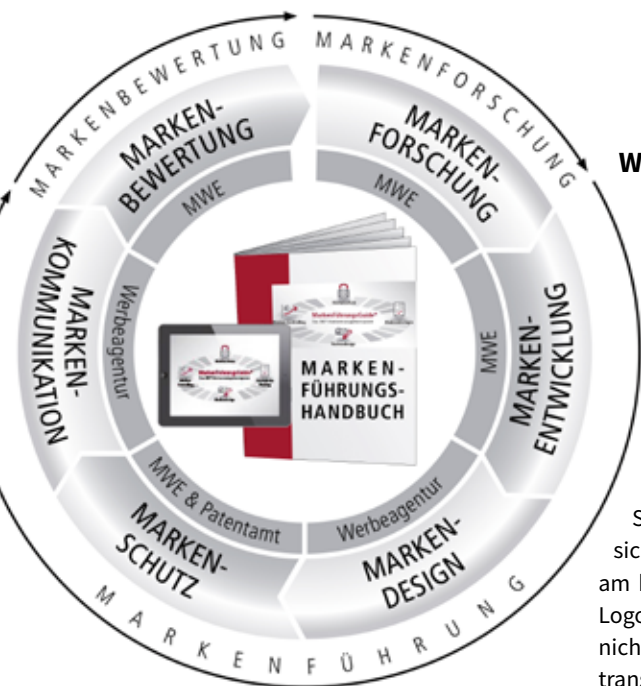 MARKENBEWERTUNG
MARKENFORSCHUNG
MARKEN-
BEWERTUNG
MWE
MARKEN-
FORSCHUNG
MWE
MARKEN-
ENTWICKLUNG
MWE
MARKEN-
DESIGN
Werbeagentur
MARKEN-
SCHUTZ
MWE & Patentamt
MARKEN-
KOMMUNIKATION
Werbeagentur
MARKENFÜHRUNG
MARKEN-
FÜHRUNGS-
HANDBUCH
W
S
sic
am
Logo
nich
trans